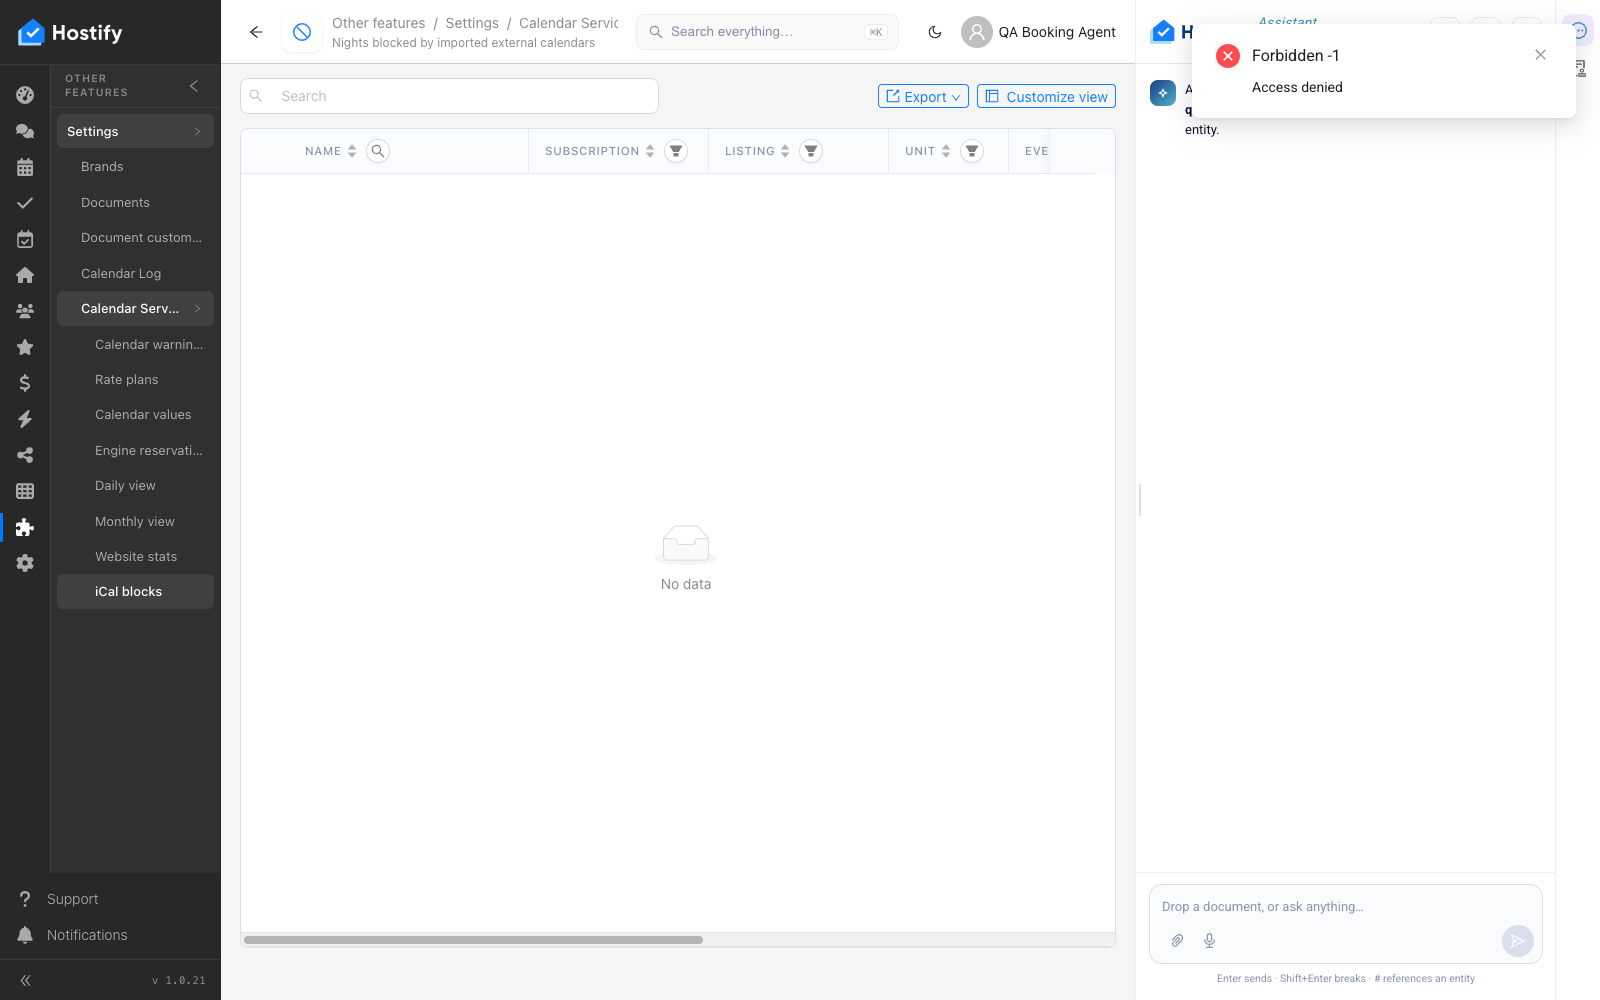 Hostify
OTHER
FEATURES
Settings
Brands
Documents
Document custom...
Calendar Log
Calendar Serv...
Calendar warnin...
Rate plans
Calendar values
Engine reservati...
Daily view
Monthly view
Website stats
iCal blocks
Support
Notifications
v 1.0.21
Other features / Settings / Calendar Servic
Nights blocked by imported external calendars
Search everything...
⌘K
QA Booking Agent
Search
Export
Customize view
NAME
SUBSCRIPTION
LISTING
UNIT
EVE
No data
Assistant
Forbidden -1
Access denied
entity.
Drop a document, or ask anything...
Enter sends · Shift+Enter breaks · # references an entity